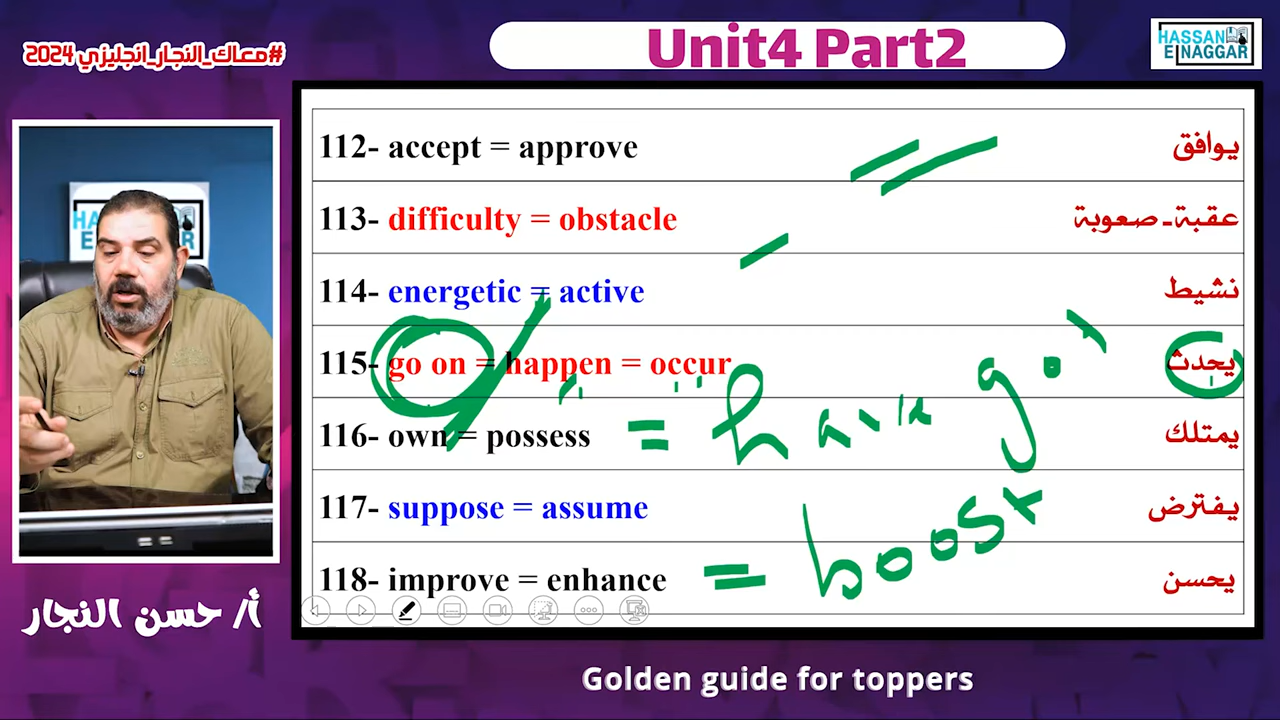 #معاك_النجار_انجليزي 2024
Unit4 Part2
HASSAN
ElNAGGAR
112- accept = approve يوافق
113- difficulty = obstacle عقبة - صعوبة
114- energetic = active نشيط
115- go on = happen = occur يحدث
116- own = possess = have got يمتلك
117- suppose = assume يفترض
118- improve = enhance = boost يحسن
أ/ حسن النجار
Golden guide for toppers